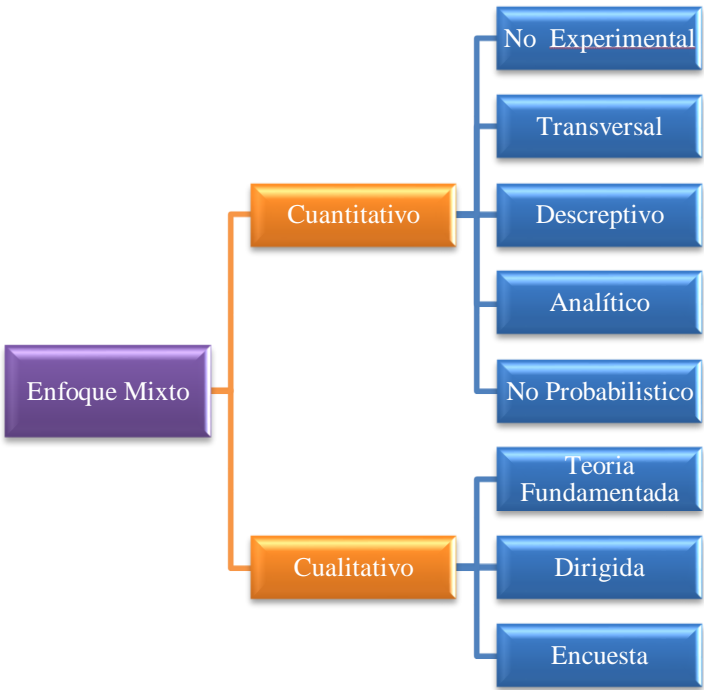 No Experimental
Transversal
Cuantitativo
Descreptivo
Analítico
Enfoque Mixto
No Probabilistico
Teoria
Fundamentada
Cualitativo
Dirigida
Encuesta